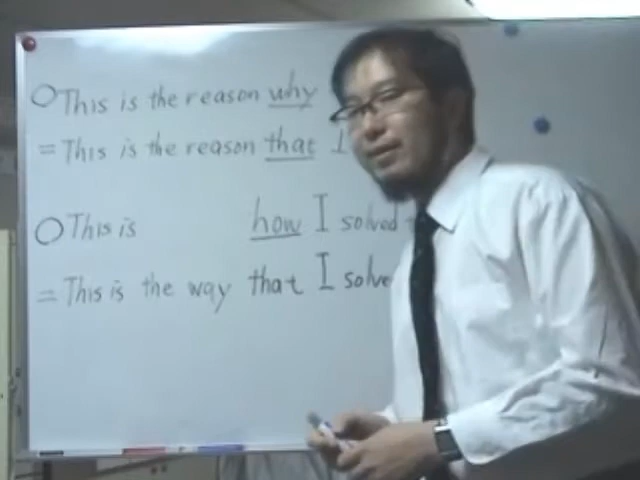 ○ This is the reason why
= This is the reason that I
○ This is how I solved
= This is the way that I solve